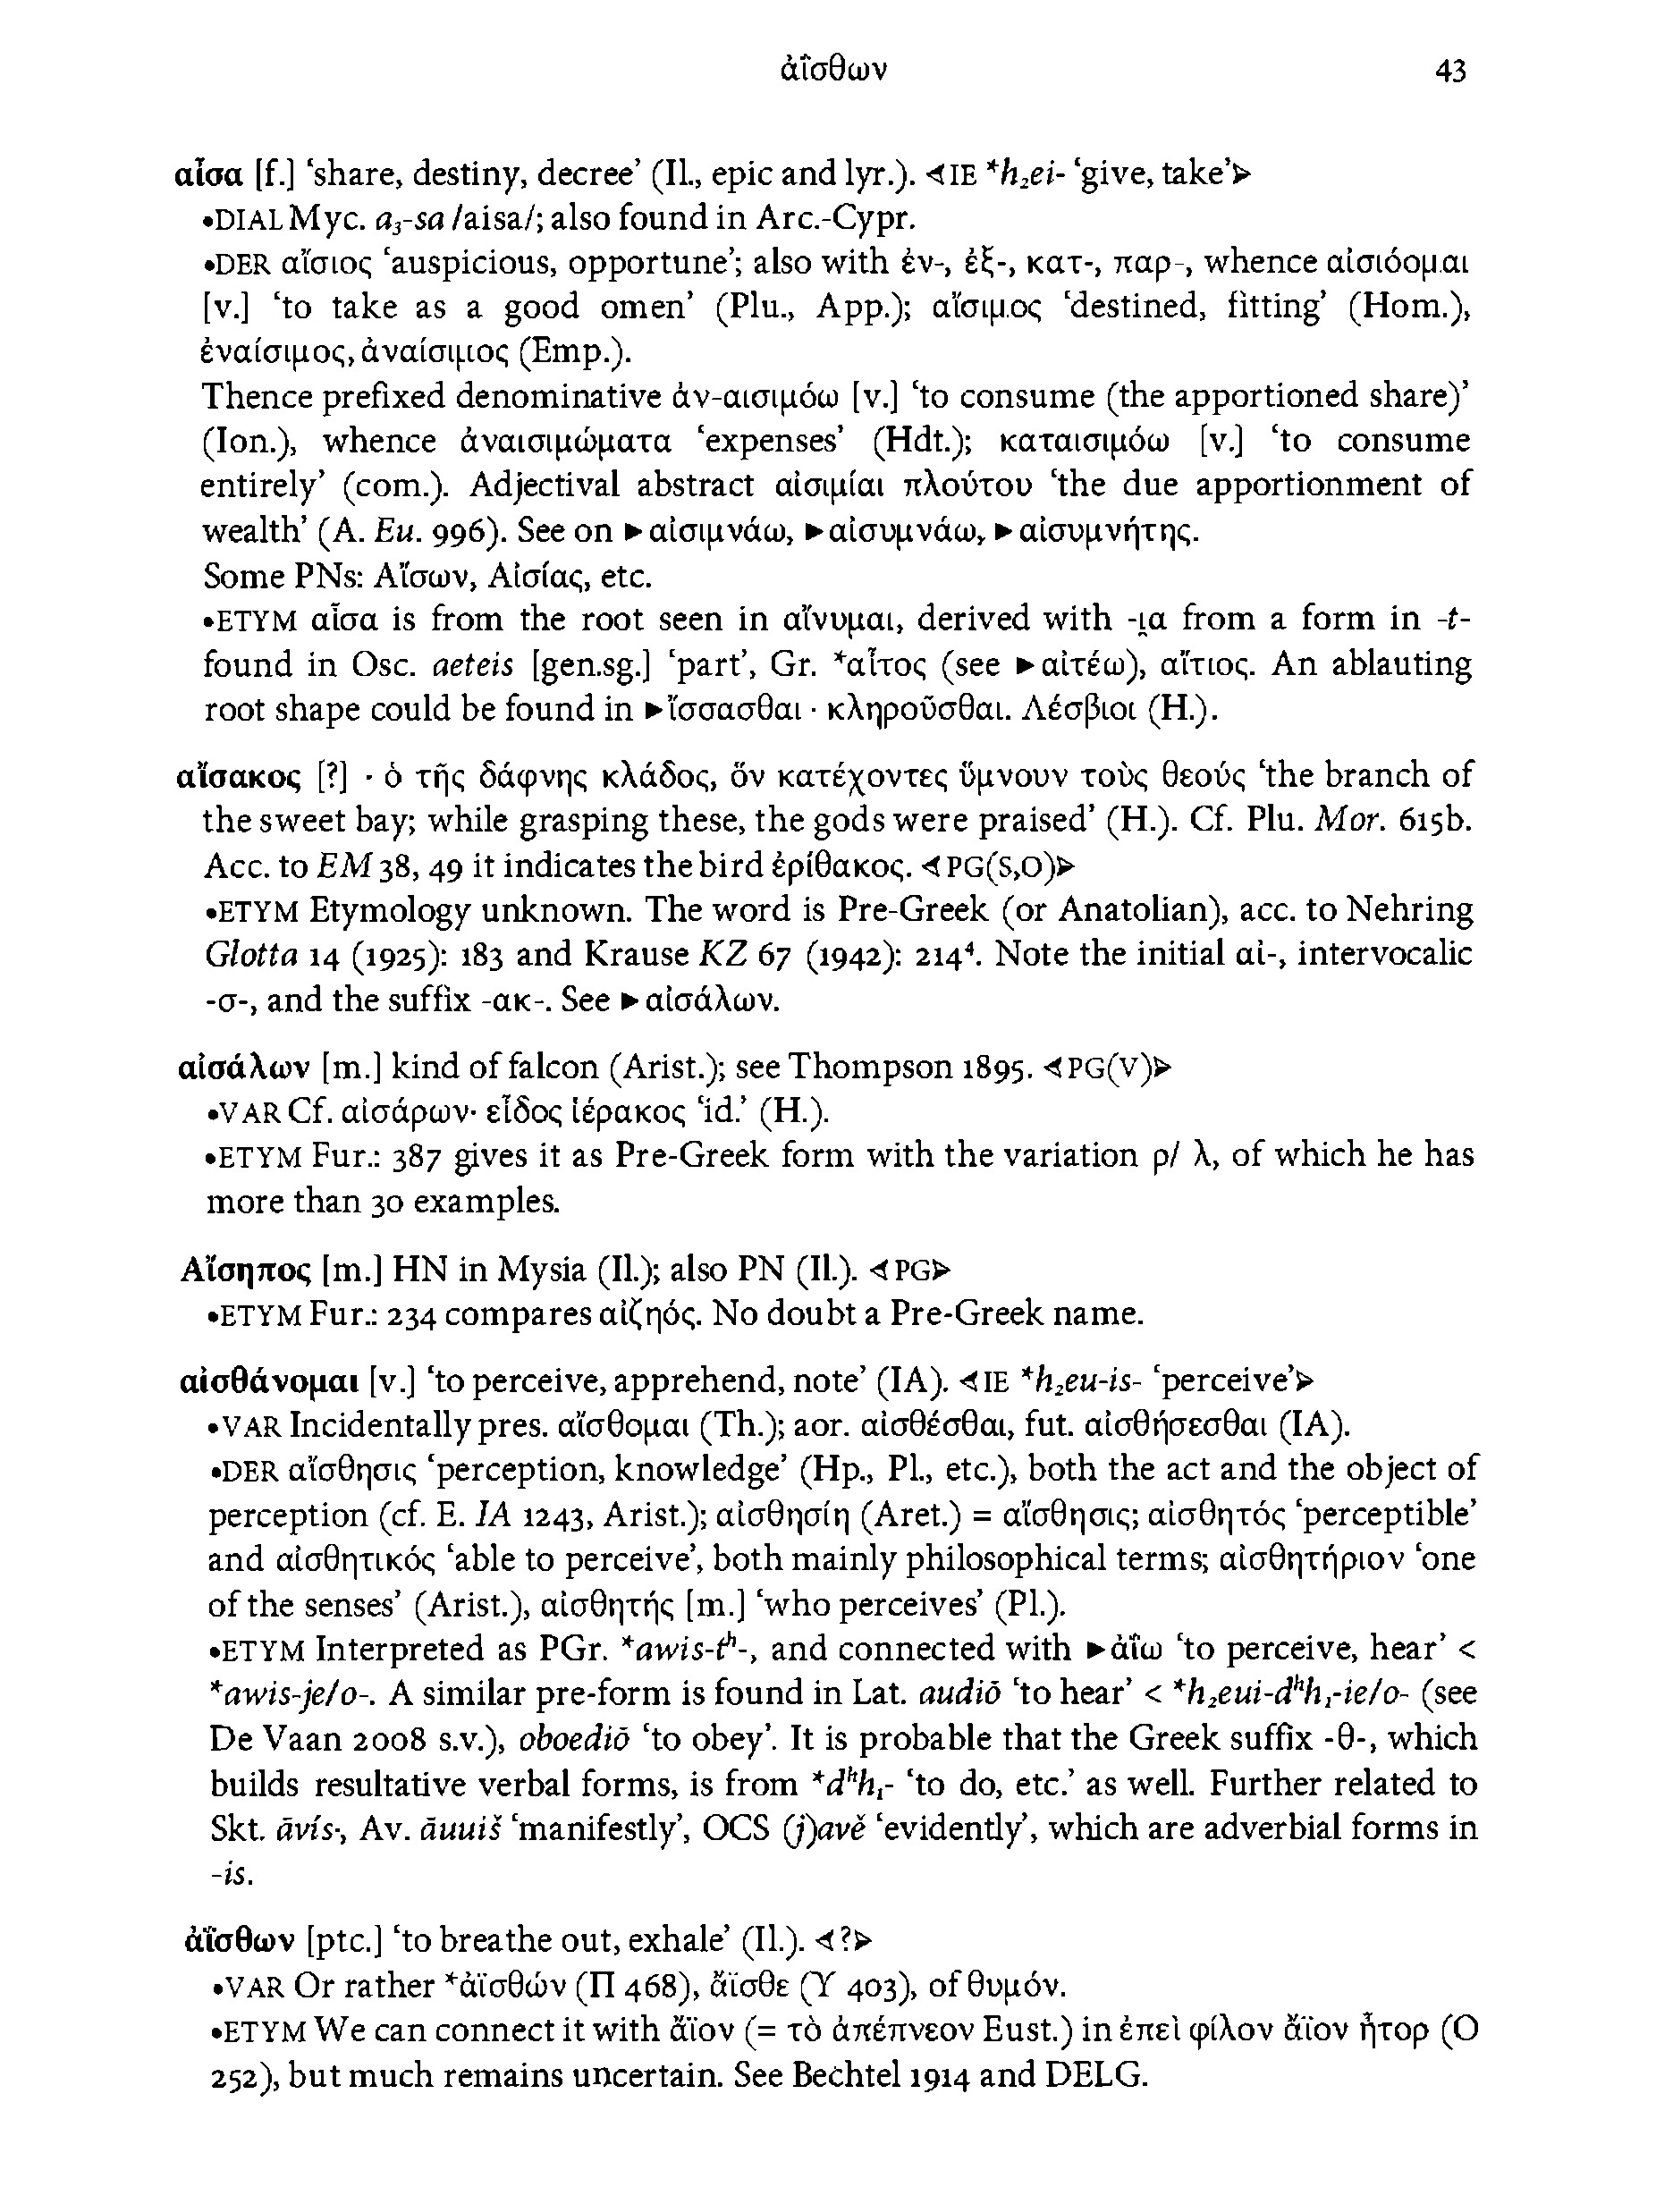 ἀΐσθων 43
αἶσα [f.] ‘share, destiny, decree’ (Il., epic and lyr.). ⊲IE *h₂ei- ‘give, take’⊳
•DIAL Myc. a₃-sa /aisa/; also found in Arc.-Cypr.
•DER αἴσιος ‘auspicious, opportune’; also with ἐν-, ἐξ-, κατ-, παρ-, whence αἰσιόομαι
[v.] ‘to take as a good omen’ (Plu., App.); αἴσιμος ‘destined, fitting’ (Hom.),
ἐναίσιμος, ἀναίσιμος (Emp.).
Thence prefixed denominative ἀν-αισιμόω [v.] ‘to consume (the apportioned share)’
(Ion.), whence ἀναισιμώματα ‘expenses’ (Hdt.); καταισιμόω [v.] ‘to consume
entirely’ (com.). Adjectival abstract αἰσιμίαι πλούτου ‘the due apportionment of
wealth’ (A. Eu. 996). See on ►αἰσιμνάω, ►αἰσυμνάω, ►αἰσυμνήτης.
Some PNs: Αἴσων, Αἰσίας, etc.
•ETYM αἶσα is from the root seen in αἴνυμαι, derived with -ι̯α from a form in -t-
found in Osc. aeteis [gen.sg.] ‘part’, Gr. *αἶτος (see ►αἰτέω), αἴτιος. An ablauting
root shape could be found in ►ἴσσασθαι · κληροῦσθαι. Λέσβιοι (H.).
αἴσακος [?] · ὁ τῆς δάφνης κλάδος, ὅν κατέχοντες ὕμνουν τοὺς θεούς ‘the branch of
the sweet bay; while grasping these, the gods were praised’ (H.). Cf. Plu. Mor. 615b.
Acc. to EM 38, 49 it indicates the bird ἐρίθακος. ⊲PG(S,O)⊳
•ETYM Etymology unknown. The word is Pre-Greek (or Anatolian), acc. to Nehring
Glotta 14 (1925): 183 and Krause KZ 67 (1942): 214⁴. Note the initial αἰ-, intervocalic
-σ-, and the suffix -ακ-. See ►αἰσάλων.
αἰσάλων [m.] kind of falcon (Arist.); see Thompson 1895. ⊲PG(V)⊳
•VAR Cf. αἰσάρων· εἶδος ἱέρακος ‘id.’ (H.).
•ETYM Fur.: 387 gives it as Pre-Greek form with the variation ρ/ λ, of which he has
more than 30 examples.
Αἴσηπος [m.] HN in Mysia (Il.); also PN (Il.). ⊲PG⊳
•ETYM Fur.: 234 compares αἰζηός. No doubt a Pre-Greek name.
αἰσθάνομαι [v.] ‘to perceive, apprehend, note’ (IA). ⊲IE *h₂eu-is- ‘perceive’⊳
•VAR Incidentally pres. αἴσθομαι (Th.); aor. αἰσθέσθαι, fut. αἰσθήσεσθαι (IA).
•DER αἴσθησις ‘perception, knowledge’ (Hp., Pl., etc.), both the act and the object of
perception (cf. E. IA 1243, Arist.); αἰσθησίη (Aret.) = αἴσθησις; αἰσθητός ‘perceptible’
and αἰσθητικός ‘able to perceive’, both mainly philosophical terms; αἰσθητήριον ‘one
of the senses’ (Arist.), αἰσθητής [m.] ‘who perceives’ (Pl.).
•ETYM Interpreted as PGr. *awis-tʰ-, and connected with ►ἀΐω ‘to perceive, hear’ <
*awis-je/o-. A similar pre-form is found in Lat. audiō ‘to hear’ < *h₂eui-dʰh₁-ie/o- (see
De Vaan 2008 s.v.), oboediō ‘to obey’. It is probable that the Greek suffix -θ-, which
builds resultative verbal forms, is from *dʰh₁- ‘to do, etc.’ as well. Further related to
Skt. āvís-, Av. āuuiš ‘manifestly’, OCS (j)avě ‘evidently’, which are adverbial forms in
-is.
ἀΐσθων [ptc.] ‘to breathe out, exhale’ (Il.). ⊲?⊳
•VAR Or rather *ἀϊσθών (Π 468), ἄϊσθε (Υ 403), of θυμόν.
•ETYM We can connect it with ἄϊον (= τὸ ἀπέπνεον Eust.) in ἐπεὶ φίλον ἄϊον ἦτορ (Ο
252), but much remains uncertain. See Bechtel 1914 and DELG.